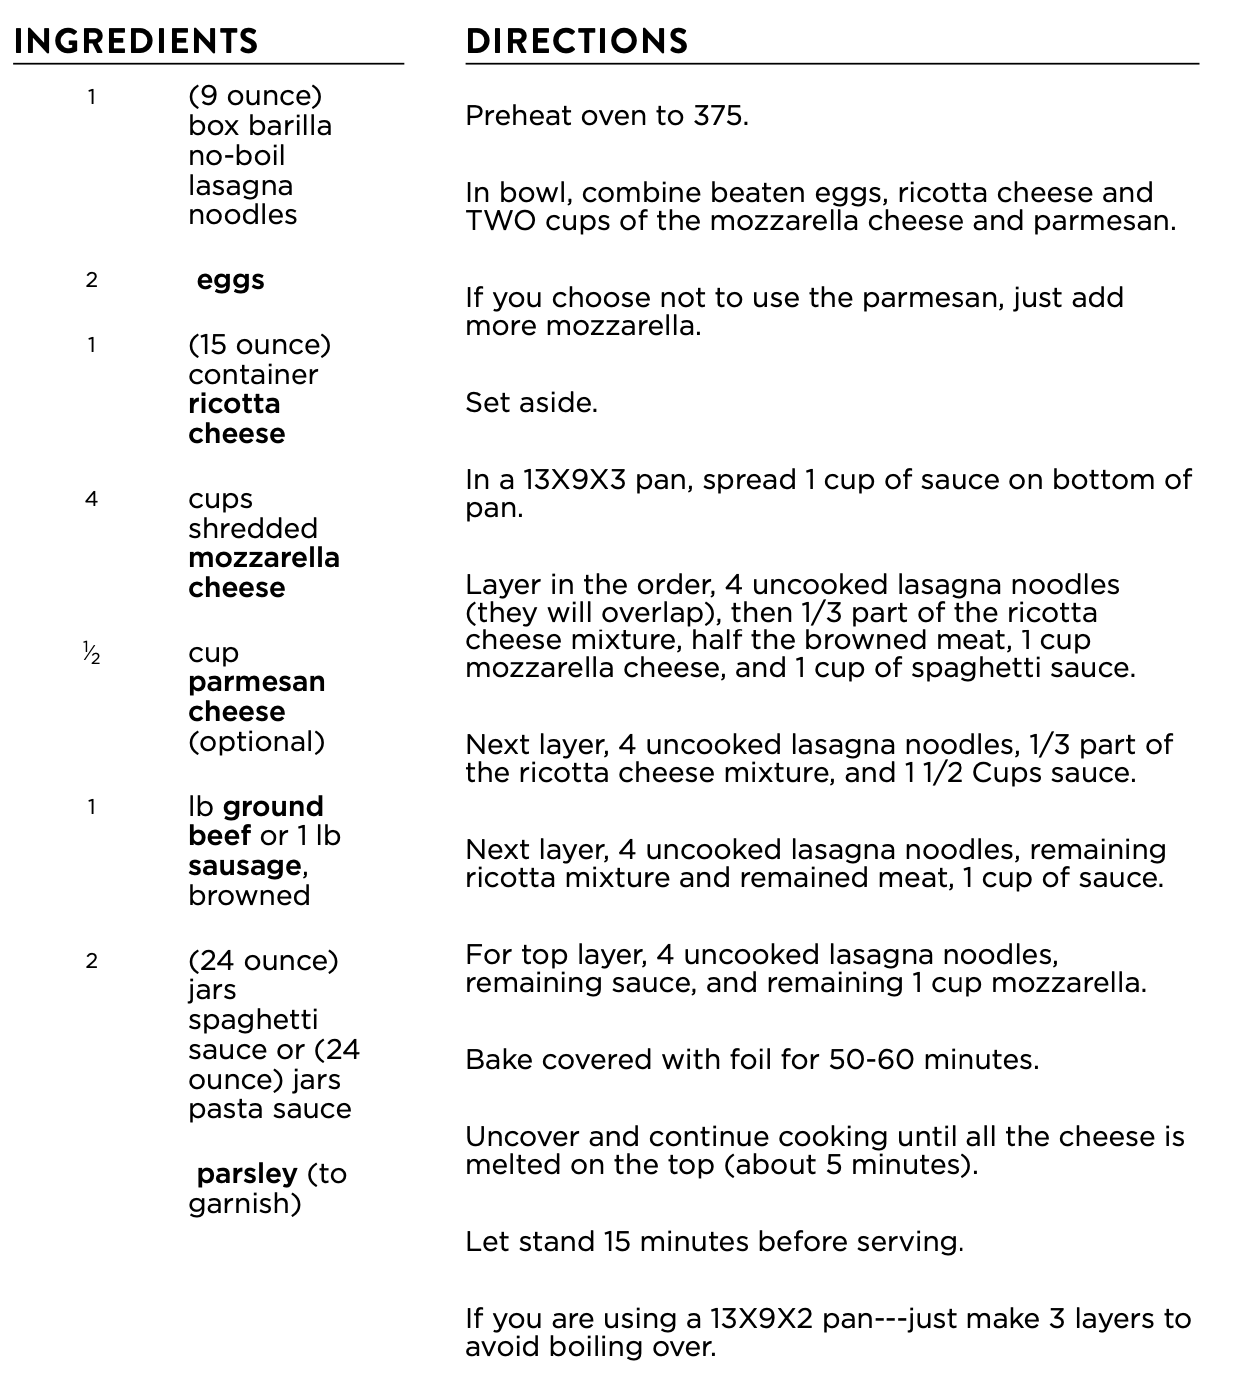 INGREDIENTS
1
(9 ounce)
box barilla
no-boil
lasagna
noodles
2
eggs
1
(15 ounce)
container
ricotta
cheese
4
cups
shredded
mozzarella
cheese
½
cup
parmesan
cheese
(optional)
1
lb ground
beef or 1 lb
sausage,
browned
2
(24 ounce)
jars
spaghetti
sauce or (24
ounce) jars
pasta sauce
parsley (to
garnish)
DIRECTIONS
Preheat oven to 375.
In bowl, combine beaten eggs, ricotta cheese and
TWO cups of the mozzarella cheese and parmesan.
If you choose not to use the parmesan, just add
more mozzarella.
Set aside.
In a 13X9X3 pan, spread 1 cup of sauce on bottom of
pan.
Layer in the order, 4 uncooked lasagna noodles
(they will overlap), then 1/3 part of the ricotta
cheese mixture, half the browned meat, 1 cup
mozzarella cheese, and 1 cup of spaghetti sauce.
Next layer, 4 uncooked lasagna noodles, 1/3 part of
the ricotta cheese mixture, and 1 1/2 Cups sauce.
Next layer, 4 uncooked lasagna noodles, remaining
ricotta mixture and remained meat, 1 cup of sauce.
For top layer, 4 uncooked lasagna noodles,
remaining sauce, and remaining 1 cup mozzarella.
Bake covered with foil for 50-60 minutes.
Uncover and continue cooking until all the cheese is
melted on the top (about 5 minutes).
Let stand 15 minutes before serving.
If you are using a 13X9X2 pan---just make 3 layers to
avoid boiling over.